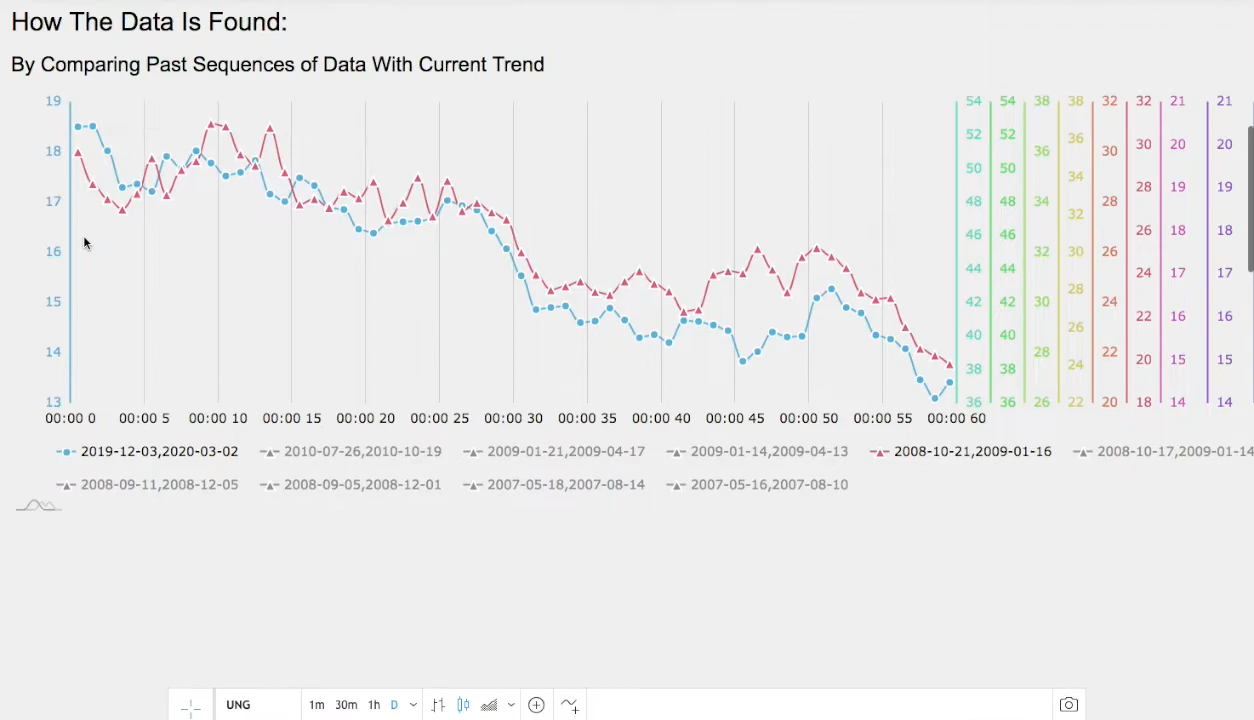 How The Data Is Found:
By Comparing Past Sequences of Data With Current Trend
19 54 54 38 38 32 32 21 21
18 52 52 36 36 30 30 20 20
17 50 50 34 34 28 28 19 19
16 48 48 32 32 26 26 18 18
15 46 46 30 30 24 24 17 17
14 44 44 28 28 22 22 16 16
13 42 42 26 26 20 20 15 15
40 40 24 18 14 14
38 38 22
36 36
00:00 0 00:00 5 00:00 10 00:00 15 00:00 20 00:00 25 00:00 30 00:00 35 00:00 40 00:00 45 00:00 50 00:00 55 00:00 60
2019-12-03,2020-03-02 2010-07-26,2010-10-19 2009-01-21,2009-04-17 2009-01-14,2009-04-13 2008-10-21,2009-01-16 2008-10-17,2009-01-14
2008-09-11,2008-12-05 2008-09-05,2008-12-01 2007-05-18,2007-08-14 2007-05-16,2007-08-10
UNG 1m 30m 1h D